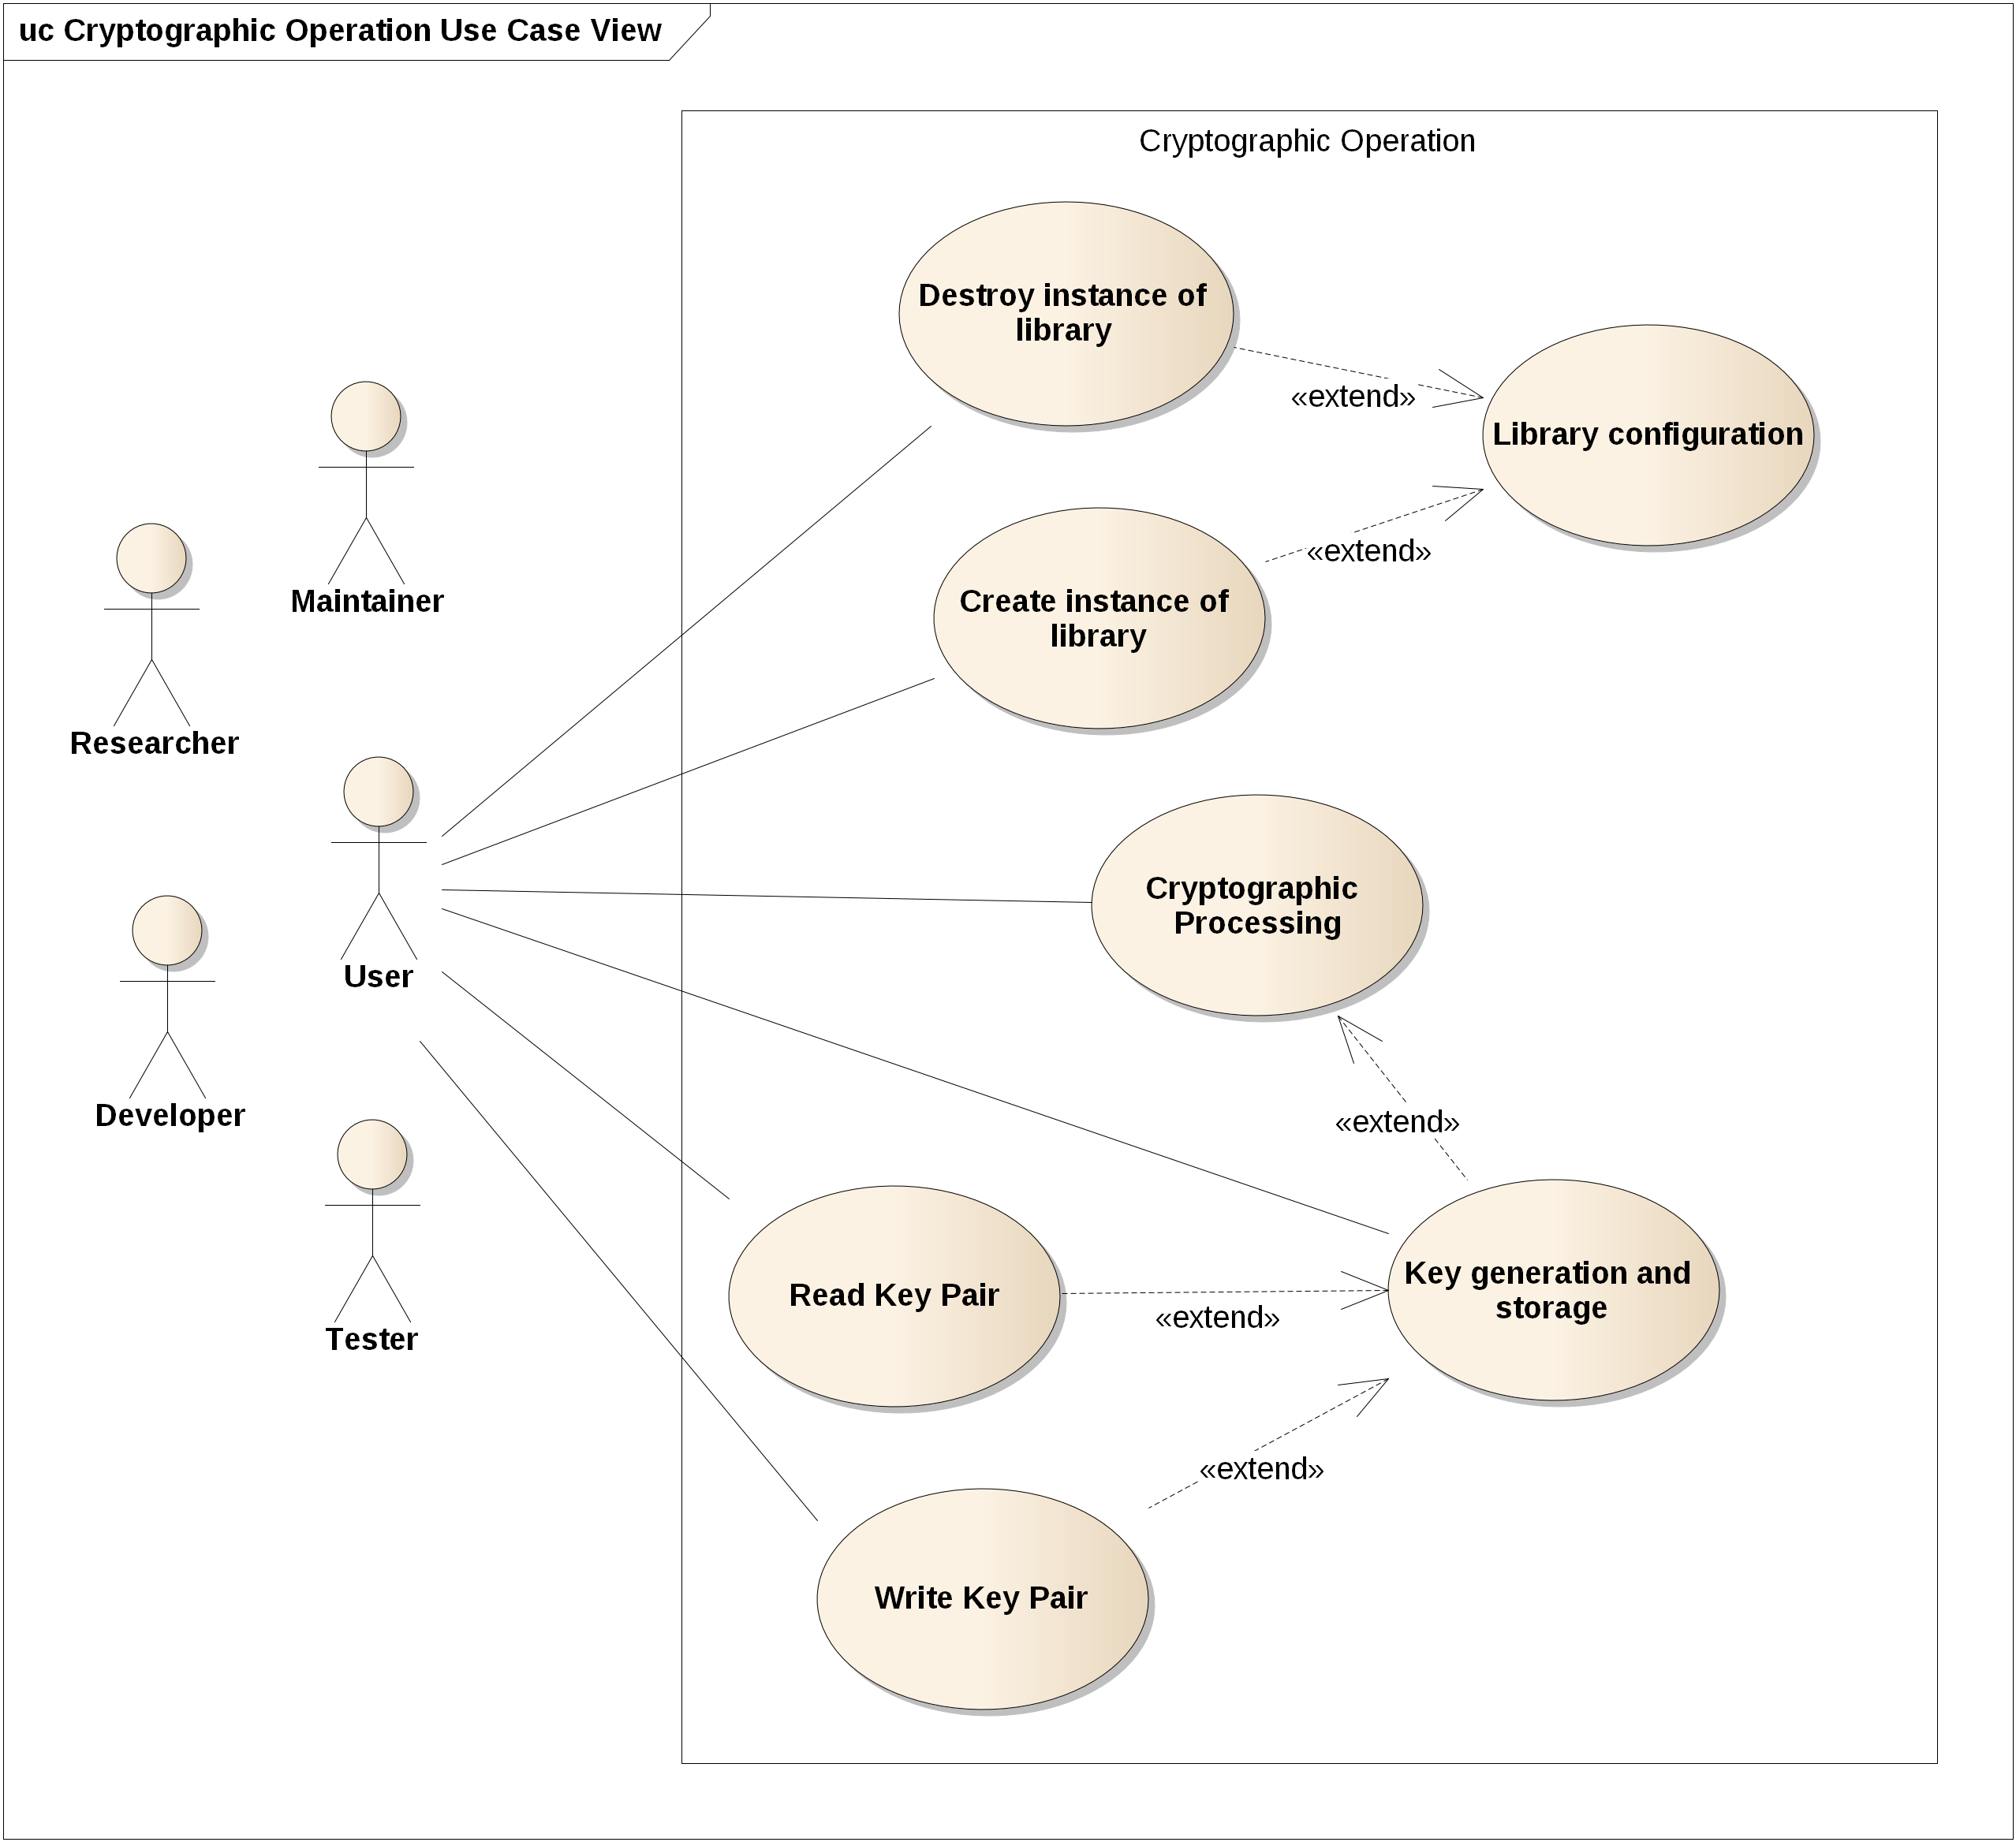 uc Cryptographic Operation Use Case View
Cryptographic Operation
Destroy instance of
library
«extend»
Library configuration
«extend»
Create instance of
library
Maintainer
Researcher
User
Cryptographic
Processing
Developer
«extend»
Tester
Read Key Pair
«extend»
Key generation and
storage
«extend»
Write Key Pair